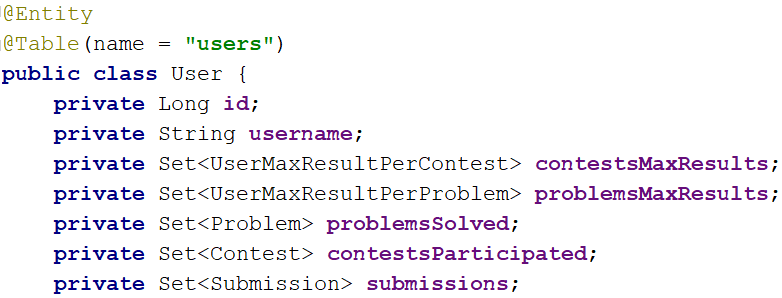 @Entity
@Table(name = "users")
public class User {
    private Long id;
    private String username;
    private Set<UserMaxResultPerContest> contestsMaxResults;
    private Set<UserMaxResultPerProblem> problemsMaxResults;
    private Set<Problem> problemsSolved;
    private Set<Contest> contestsParticipated;
    private Set<Submission> submissions;